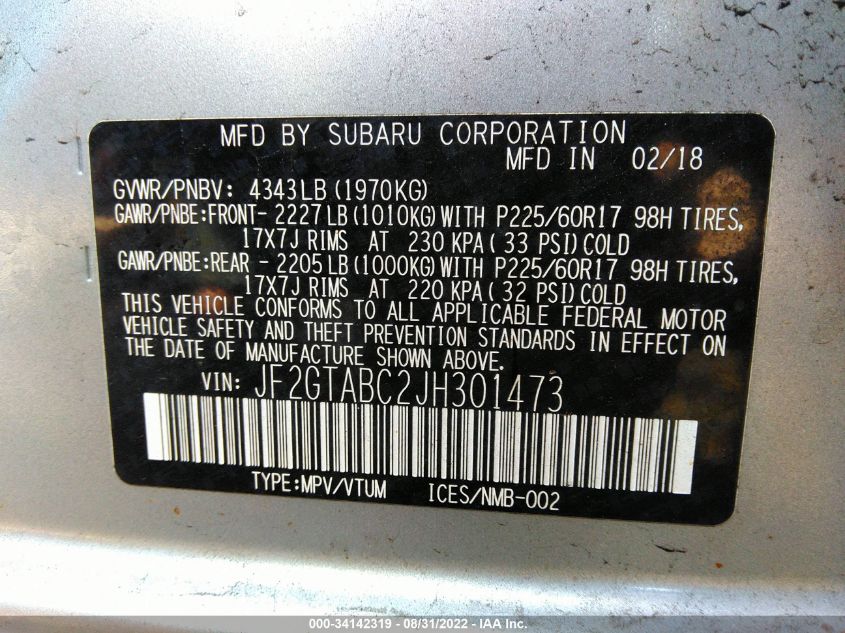 MFD BY SUBARU CORPORATION
MFD IN 02/18
GVWR/PNBV: 4343LB (1970KG)
GAWR/PNBE:FRONT- 2227LB (1010KG) WITH P225/60R17 98H TIRES,
17X7J RIMS AT 230 KPA ( 33 PSI) COLD
GAWR/PNBE:REAR - 2205LB (1000KG) WITH P225/60R17 98H TIRES,
17X7J RIMS AT 220 KPA ( 32 PSI) COLD
THIS VEHICLE CONFORMS TO ALL APPLICABLE FEDERAL MOTOR
VEHICLE SAFETY AND THEFT PREVENTION STANDARDS IN EFFECT ON
THE DATE OF MANUFACTURE SHOWN ABOVE.
VIN: JF2GTABC2JH301473
TYPE:MPV/VTUM ICES/NMB-002
000-34142319 - 08/31/2022 - IAA Inc.